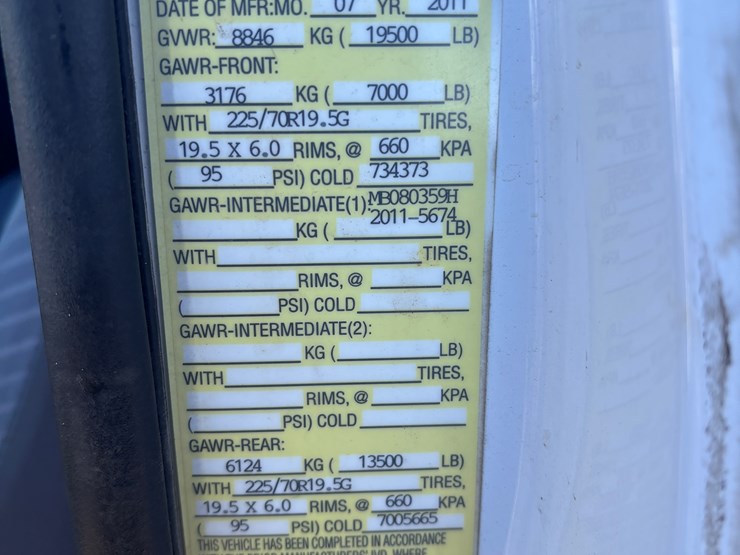 DATE OF MFR:MO. 07 YR. 2011
GVWR: 8846 KG ( 19500 LB)
GAWR-FRONT:
3176 KG ( 7000 LB)
WITH 225/70R19.5G TIRES,
19.5 X 6.0 RIMS, @ 660 KPA
( 95 PSI) COLD 734373
GAWR-INTERMEDIATE(1): MB080359H
2011-5674
KG ( LB)
WITH TIRES,
RIMS, @ KPA
( PSI) COLD
GAWR-INTERMEDIATE(2):
KG ( LB)
WITH TIRES,
RIMS, @ KPA
( PSI) COLD
GAWR-REAR:
6124 KG ( 13500 LB)
WITH 225/70R19.5G TIRES,
19.5 X 6.0 RIMS, @ 660 KPA
( 95 PSI) COLD 7005665
THIS VEHICLE HAS BEEN COMPLETED IN ACCORDANCE